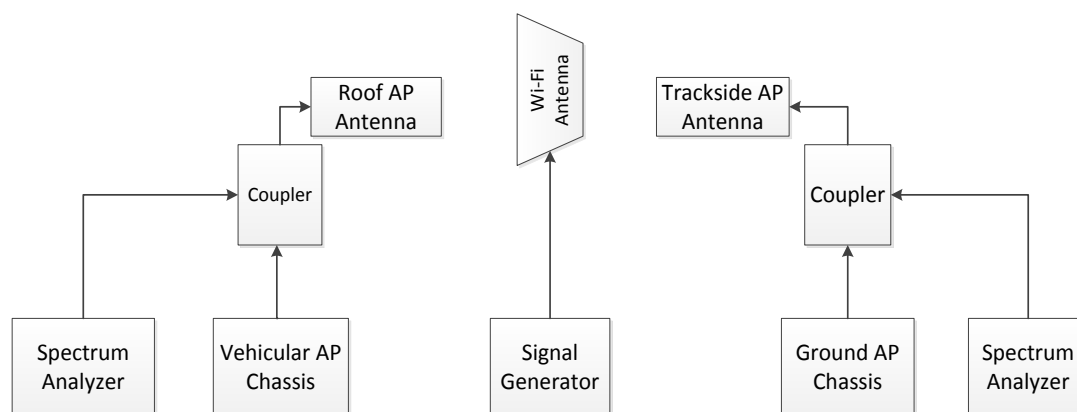 Roof AP
Antenna
Wi-Fi
Antenna
Trackside AP
Antenna
Coupler
Coupler
Spectrum
Analyzer
Vehicular AP
Chassis
Signal
Generator
Ground AP
Chassis
Spectrum
Analyzer